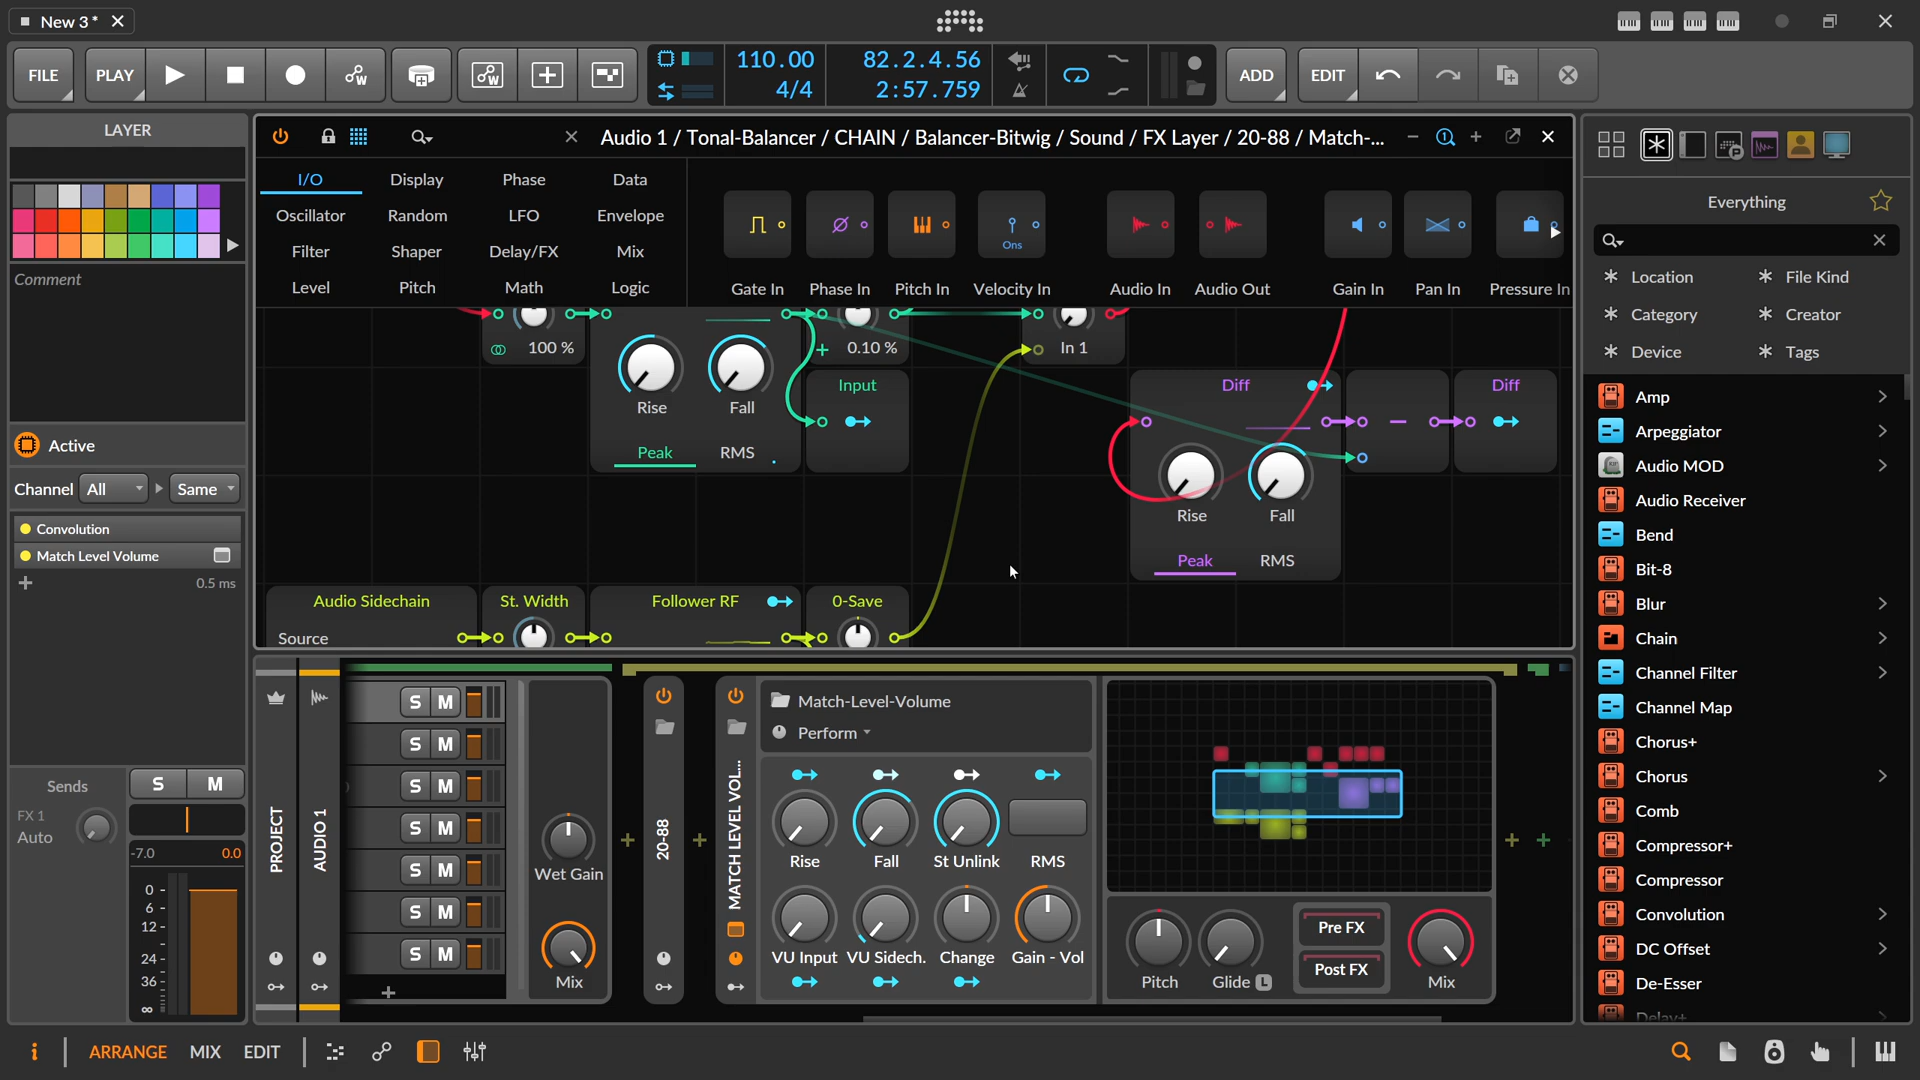 New 3 *
FILE
PLAY
110.00
4/4
82.2.4.56
2:57.759
ADD
EDIT
LAYER
Comment
Active
Channel All Same
Convolution
Match Level Volume
0.5 ms
Sends
S M
FX 1
Auto
-7.0 0.0
0
6
12
24
36
∞
Audio 1 / Tonal-Balancer / CHAIN / Balancer-Bitwig / Sound / FX Layer / 20-88 / Match-...
I/O Display Phase Data
Oscillator Random LFO Envelope
Filter Shaper Delay/FX Mix
Level Pitch Math Logic
Ons
Gate In Phase In Pitch In Velocity In Audio In Audio Out Gain In Pan In Pressure In
100 %
Rise Fall
Peak RMS
0.10 %
Input
In 1
Diff
Rise Fall
Peak RMS
Diff
Audio Sidechain
Source
St. Width
Follower RF
0-Save
PROJECT
AUDIO 1
S M
S M
S M
S M
S M
S M
S M
Wet Gain
Mix
20-88
MATCH LEVEL VOL...
Match-Level-Volume
Perform
Rise Fall St Unlink RMS
VU Input VU Sidech. Change Gain - Vol
Pitch Glide L
Pre FX
Post FX
Mix
Everything
Location File Kind
Category Creator
Device Tags
Amp
Arpeggiator
Audio MOD
Audio Receiver
Bend
Bit-8
Blur
Chain
Channel Filter
Channel Map
Chorus+
Chorus
Comb
Compressor+
Compressor
Convolution
DC Offset
De-Esser
Delay+
ARRANGE MIX EDIT